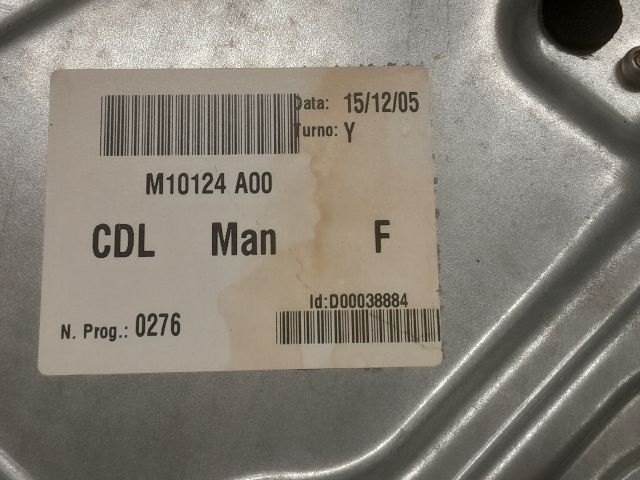 Data: 15/12/05
Turno: Y
M10124 A00
CDL Man F
Id:D00038884
N. Prog.: 0276